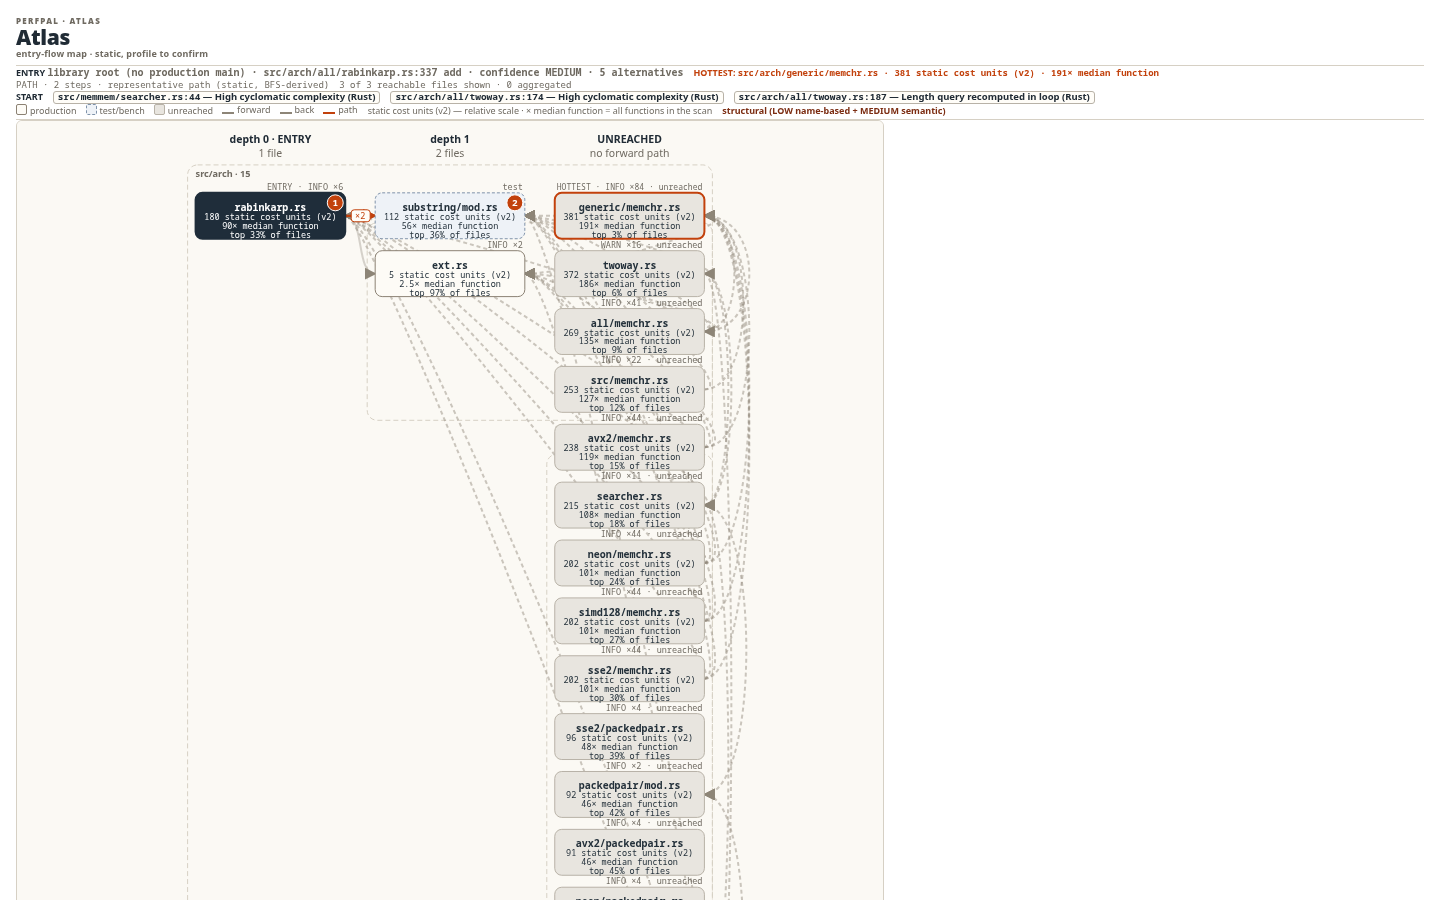 PERFPAL · ATLAS
Atlas
entry-flow map · static, profile to confirm
ENTRY library root (no production main) · src/arch/all/rabinkarp.rs:337 add · confidence MEDIUM · 5 alternatives HOTTEST: src/arch/generic/memchr.rs · 381 static cost units (v2) · 191× median function
PATH · 2 steps · representative path (static, BFS-derived) 3 of 3 reachable files shown · 0 aggregated
START src/memmem/searcher.rs:44 — High cyclomatic complexity (Rust) src/arch/all/twoway.rs:174 — High cyclomatic complexity (Rust) src/arch/all/twoway.rs:187 — Length query recomputed in loop (Rust)
production test/bench unreached forward back path static cost units (v2) — relative scale · × median = all functions in the scan structural (LOW name-based + MEDIUM semantic)
depth 0 · ENTRY
1 file
depth 1
2 files
UNREACHED
no forward path
src/arch · 15
ENTRY · INFO ×6
rabinkarp.rs
1
180 static cost units (v2)
90× median function
top 33% of files
×2
test
substring/mod.rs
2
112 static cost units (v2)
56× median function
top 36% of files
INFO ×2
ext.rs
5 static cost units (v2)
2.5× median function
top 97% of files
HOTTEST · INFO ×84 · unreached
generic/memchr.rs
381 static cost units (v2)
191× median function
top 3% of files
WARN ×16 · unreached
twoway.rs
372 static cost units (v2)
186× median function
top 6% of files
INFO ×41 · unreached
all/memchr.rs
269 static cost units (v2)
135× median function
top 9% of files
INFO ×22 · unreached
src/memchr.rs
253 static cost units (v2)
127× median function
top 12% of files
INFO ×44 · unreached
avx2/memchr.rs
238 static cost units (v2)
119× median function
top 15% of files
INFO ×11 · unreached
searcher.rs
215 static cost units (v2)
108× median function
top 18% of files
INFO ×44 · unreached
neon/memchr.rs
202 static cost units (v2)
101× median function
top 24% of files
INFO ×44 · unreached
simd128/memchr.rs
202 static cost units (v2)
101× median function
top 27% of files
INFO ×44 · unreached
sse2/memchr.rs
202 static cost units (v2)
101× median function
top 30% of files
INFO ×4 · unreached
sse2/packedpair.rs
96 static cost units (v2)
48× median function
top 39% of files
INFO ×2 · unreached
packedpair/mod.rs
92 static cost units (v2)
46× median function
top 42% of files
INFO ×4 · unreached
avx2/packedpair.rs
91 static cost units (v2)
46× median function
top 45% of files
INFO ×4 · unreached